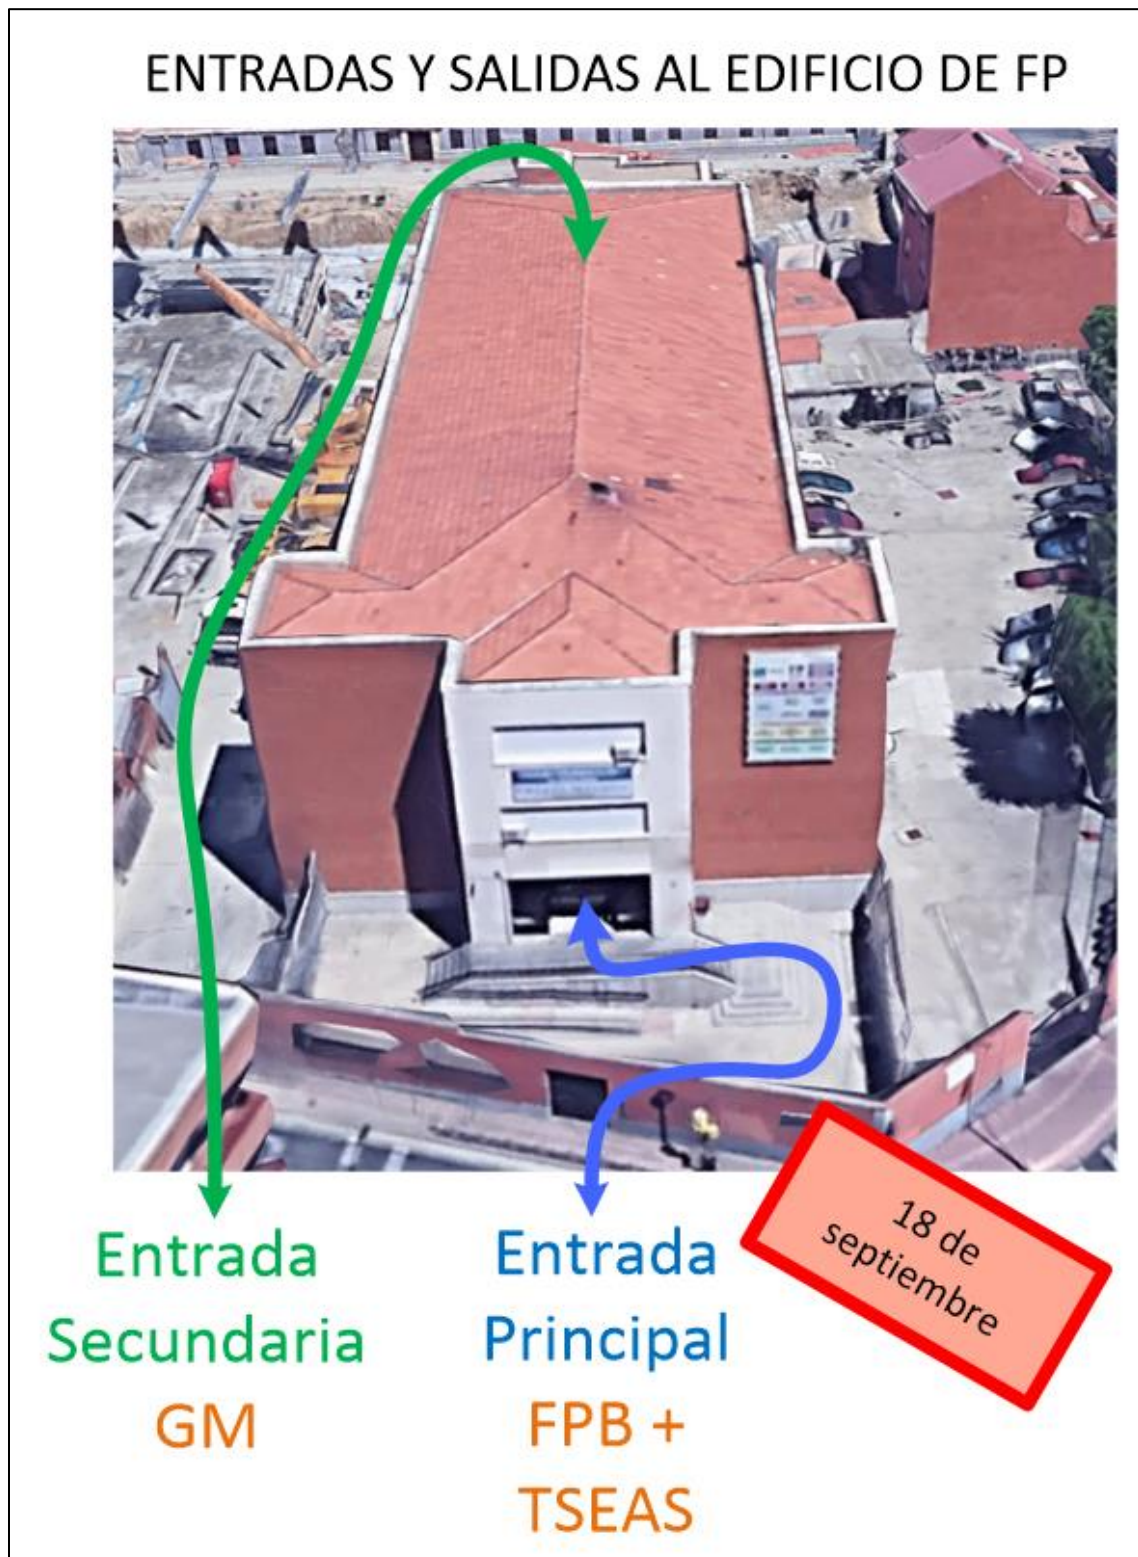 ENTRADAS Y SALIDAS AL EDIFICIO DE FP
18 de
septiembre
Entrada
Secundaria
GM
Entrada
Principal
FPB +
TSEAS